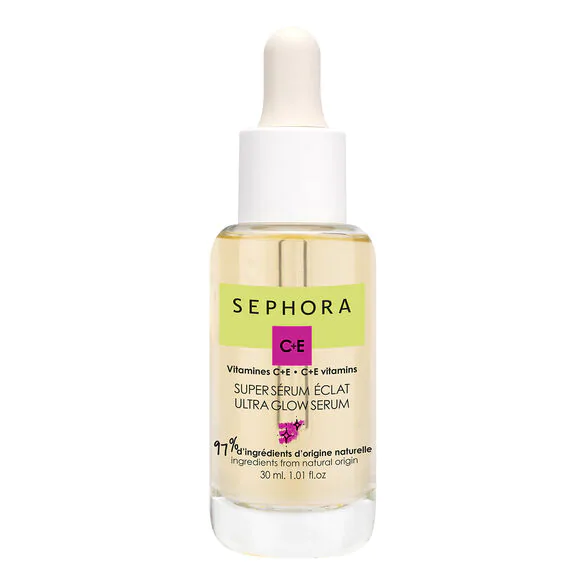 SEPHORA
C+E
Vitamines C+E • C+E vitamins
SUPER SÉRUM ÉCLAT
ULTRA GLOW SERUM
97% d'ingrédients d'origine naturelle
ingredients from natural origin
30 ml. 1.01 fl.oz